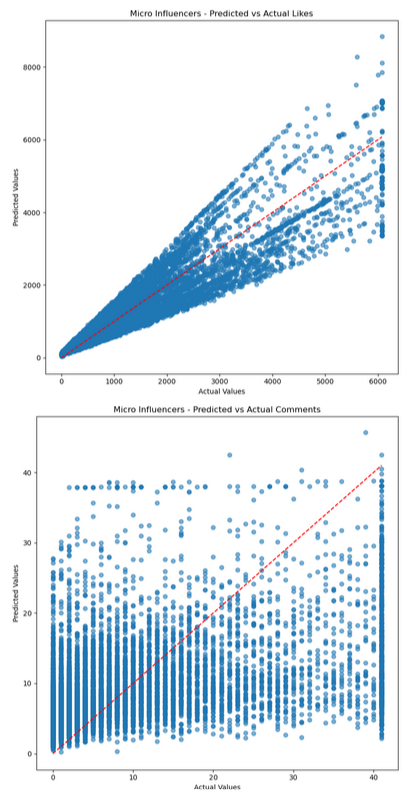 Micro Influencers - Predicted vs Actual Likes
8000
6000
4000
2000
0
Predicted Values
0 1000 2000 3000 4000 5000 6000
Actual Values
Micro Influencers - Predicted vs Actual Comments
40
30
20
10
0
Predicted Values
0 10 20 30 40
Actual Values